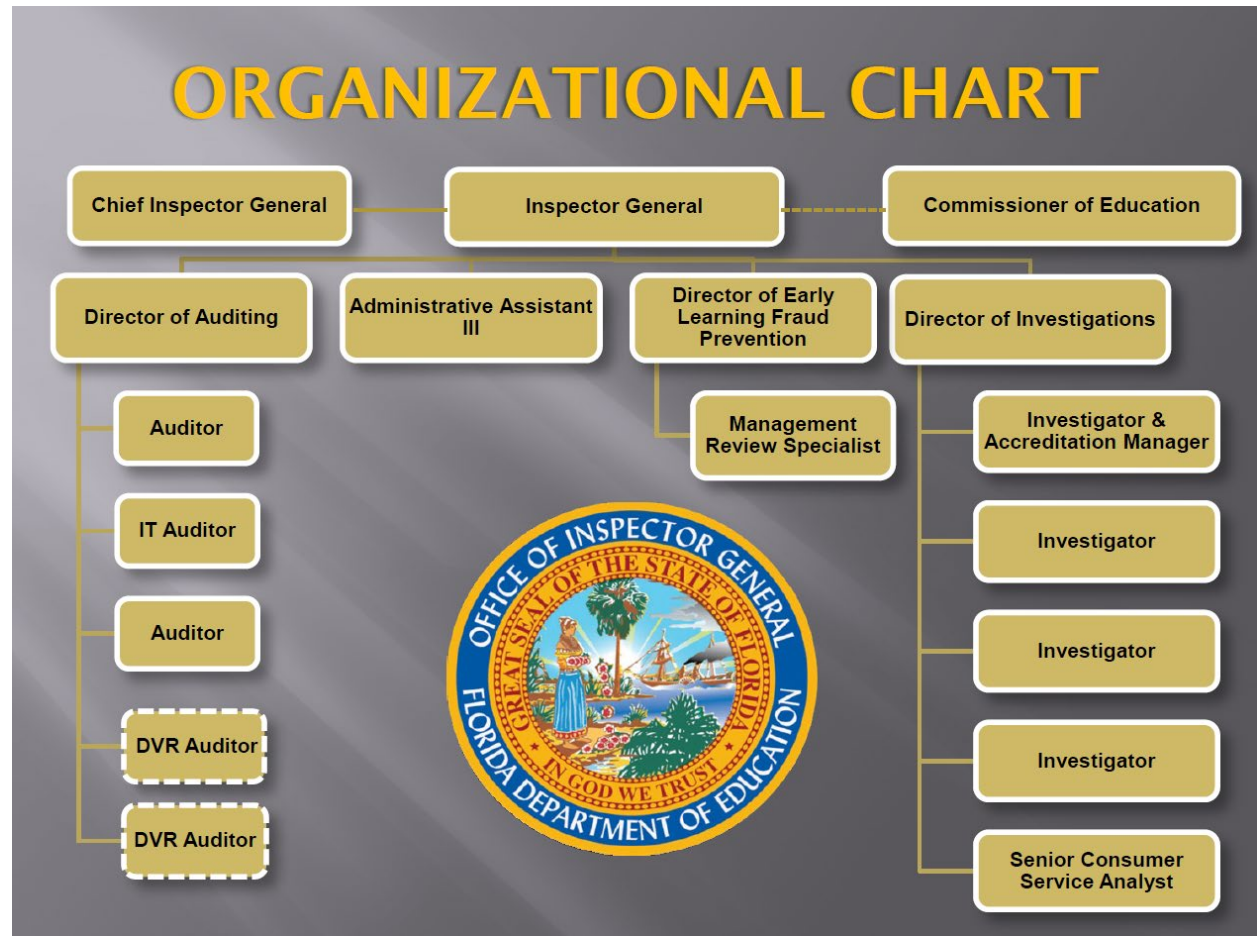 ORGANIZATIONAL CHART
Chief Inspector General
Inspector General
Commissioner of Education
Director of Auditing
Administrative Assistant
III
Director of Early
Learning Fraud
Prevention
Director of Investigations
Auditor
IT Auditor
Auditor
DVR Auditor
DVR Auditor
Management
Review Specialist
Investigator &
Accreditation Manager
Investigator
Investigator
Investigator
Senior Consumer
Service Analyst
OFFICE OF INSPECTOR GENERAL
FLORIDA DEPARTMENT OF EDUCATION
GREAT SEAL OF THE STATE OF FLORIDA
IN GOD WE TRUST